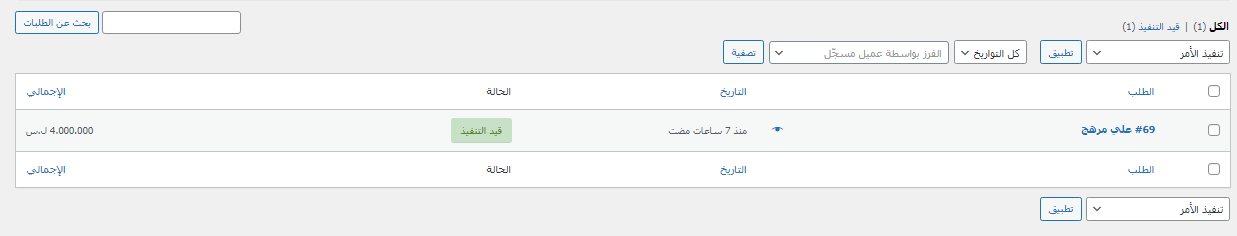 الكل (1) | قيد التنفيذ (1)
بحث عن الطلبات
تنفيذ الأمر تطبيق كل التواريخ الفرز بواسطة عميل مسجّل تصفية
الطلب التاريخ الحالة الإجمالي
#69 علي مرهج منذ 7 ساعات مضت قيد التنفيذ 4,000,000 ل.س
الطلب التاريخ الحالة الإجمالي
تنفيذ الأمر تطبيق